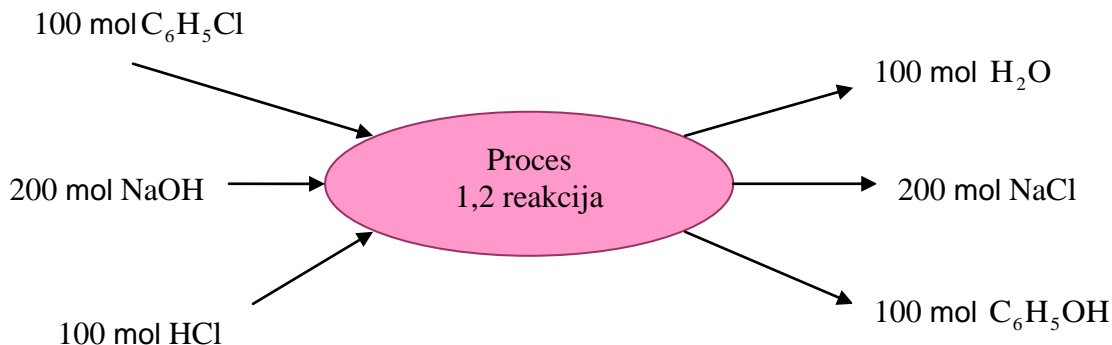 100 mol C₆H₅Cl
200 mol NaOH
100 mol HCl
Proces
1,2 reakcija
100 mol H₂O
200 mol NaCl
100 mol C₆H₅OH